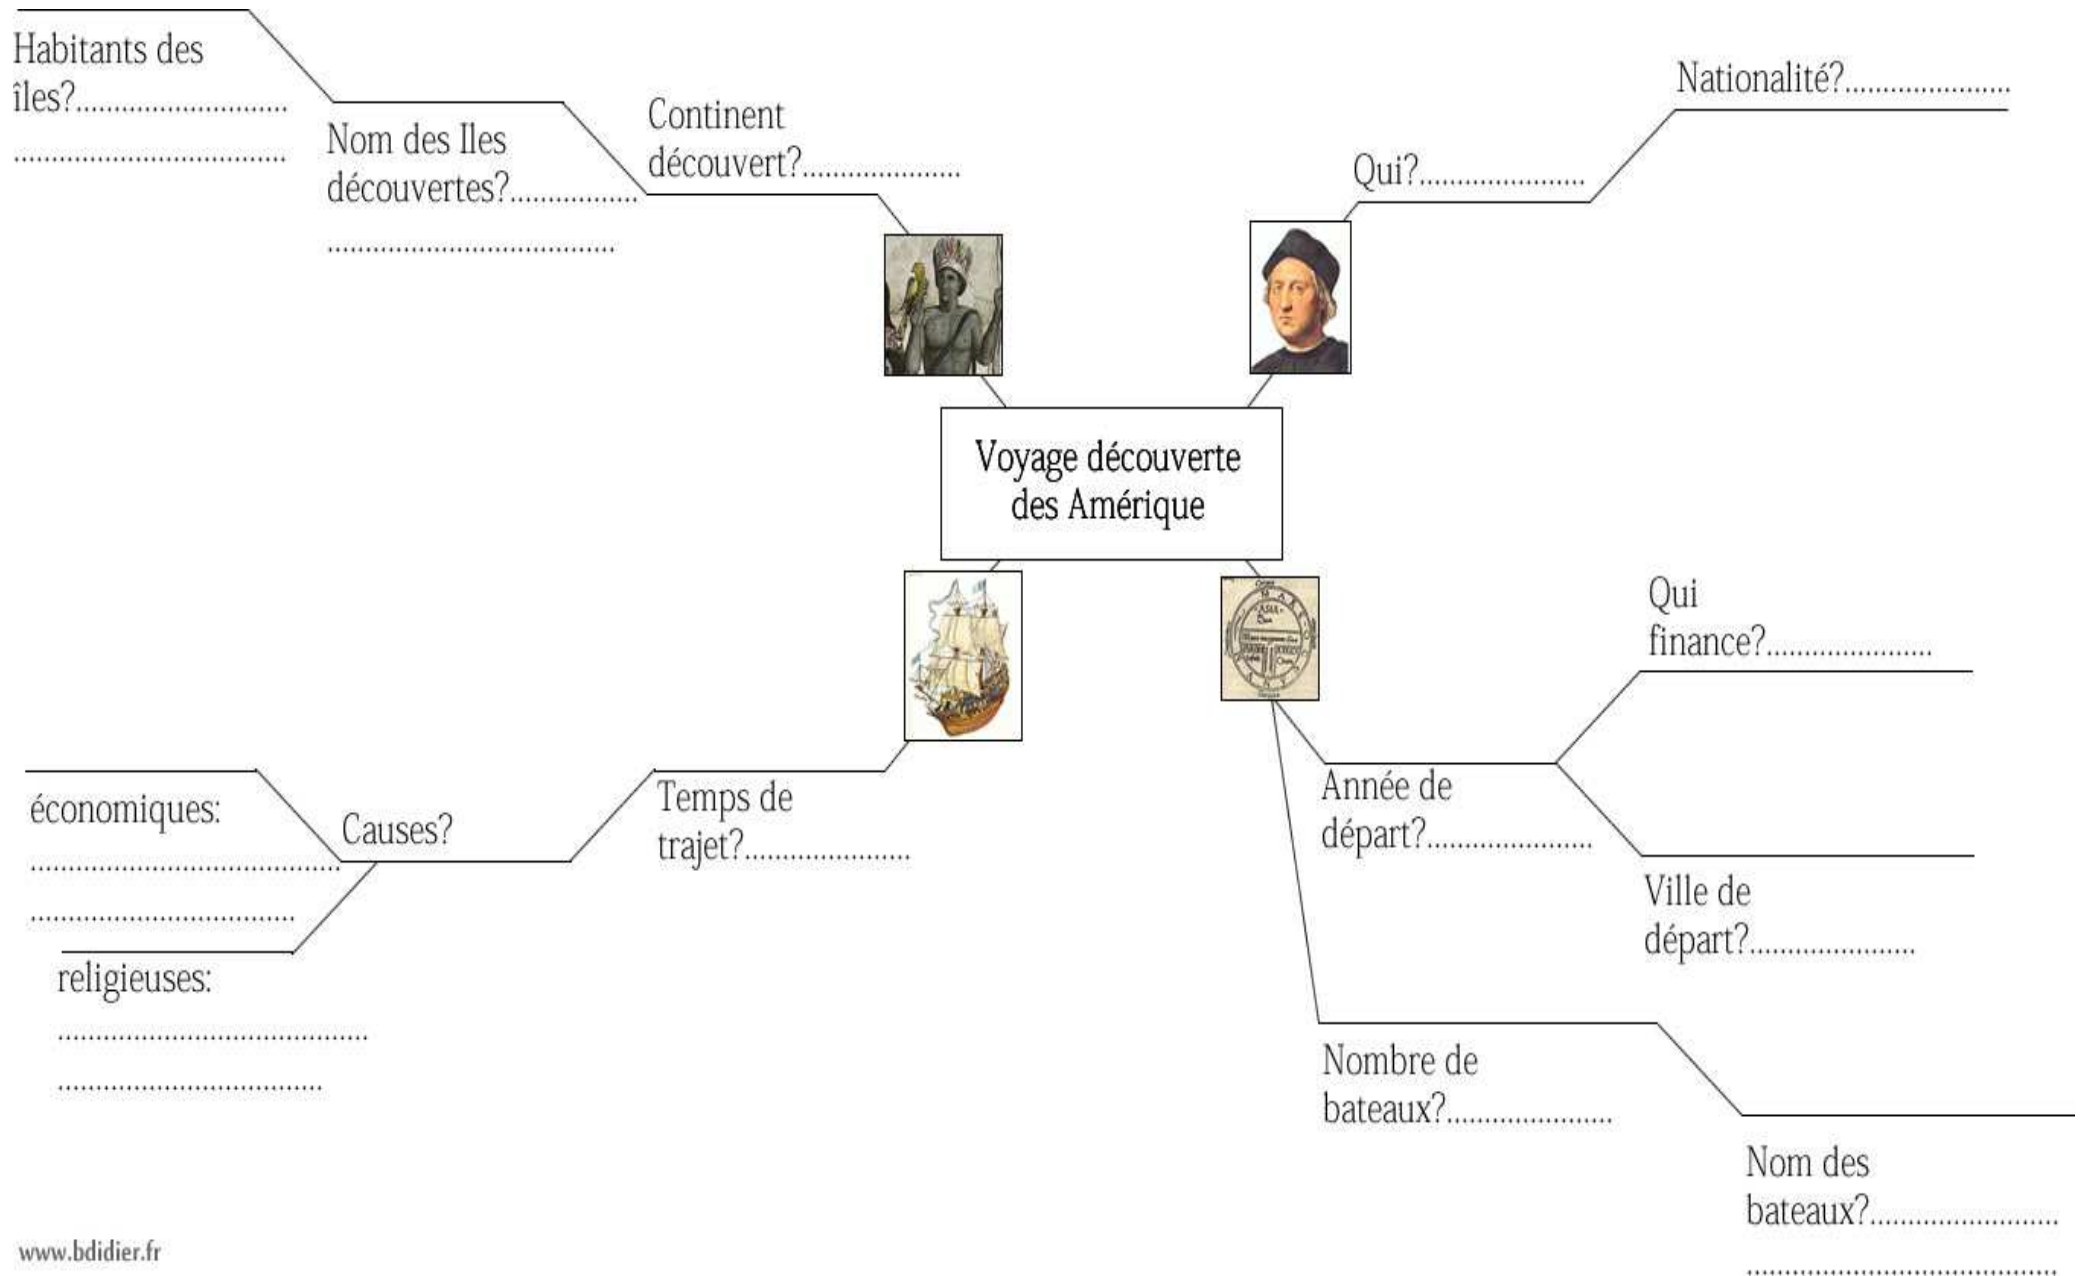 Habitants des
îles?............................
....................................
Nom des Iles
découvertes?.................
......................................
Continent
découvert?.....................
Qui?......................
Nationalité?......................
Voyage découverte
des Amérique
économiques:
.........................................
...................................
religieuses:
.........................................
...................................
Causes?
Temps de
trajet?......................
Qui
finance?......................
Année de
départ?......................
Ville de
départ?......................
Nombre de
bateaux?......................
Nom des
bateaux?.........................
.........................................
ASIA
www.bdidier.fr